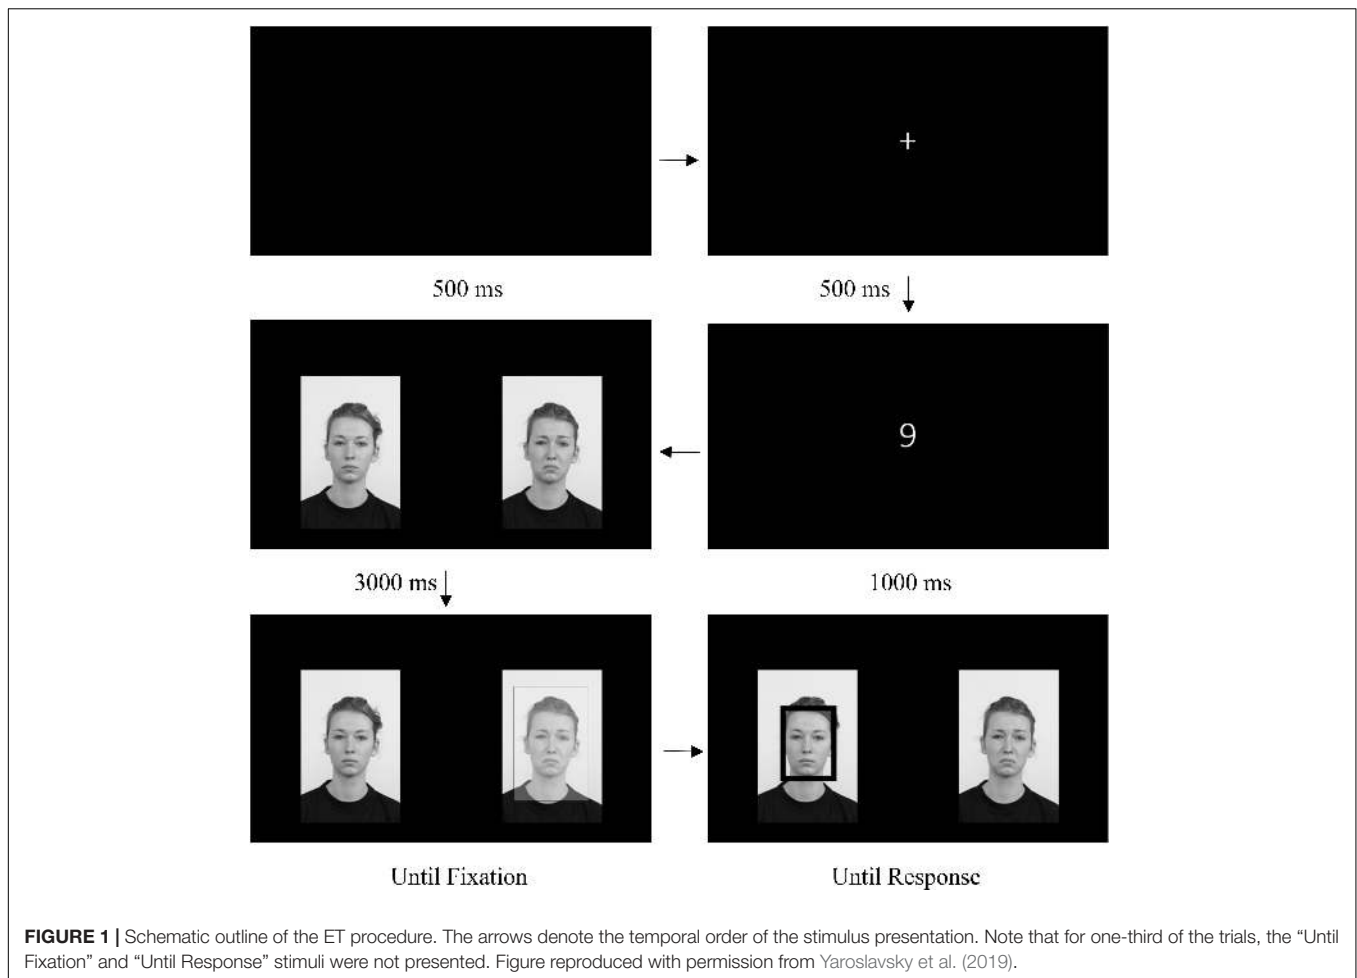 +
500 ms
500 ms
9
3000 ms
1000 ms
Until Fixation
Until Response
FIGURE 1 | Schematic outline of the ET procedure. The arrows denote the temporal order of the stimulus presentation. Note that for one-third of the trials, the “Until
Fixation” and “Until Response” stimuli were not presented. Figure reproduced with permission from Yaroslavsky et al. (2019).